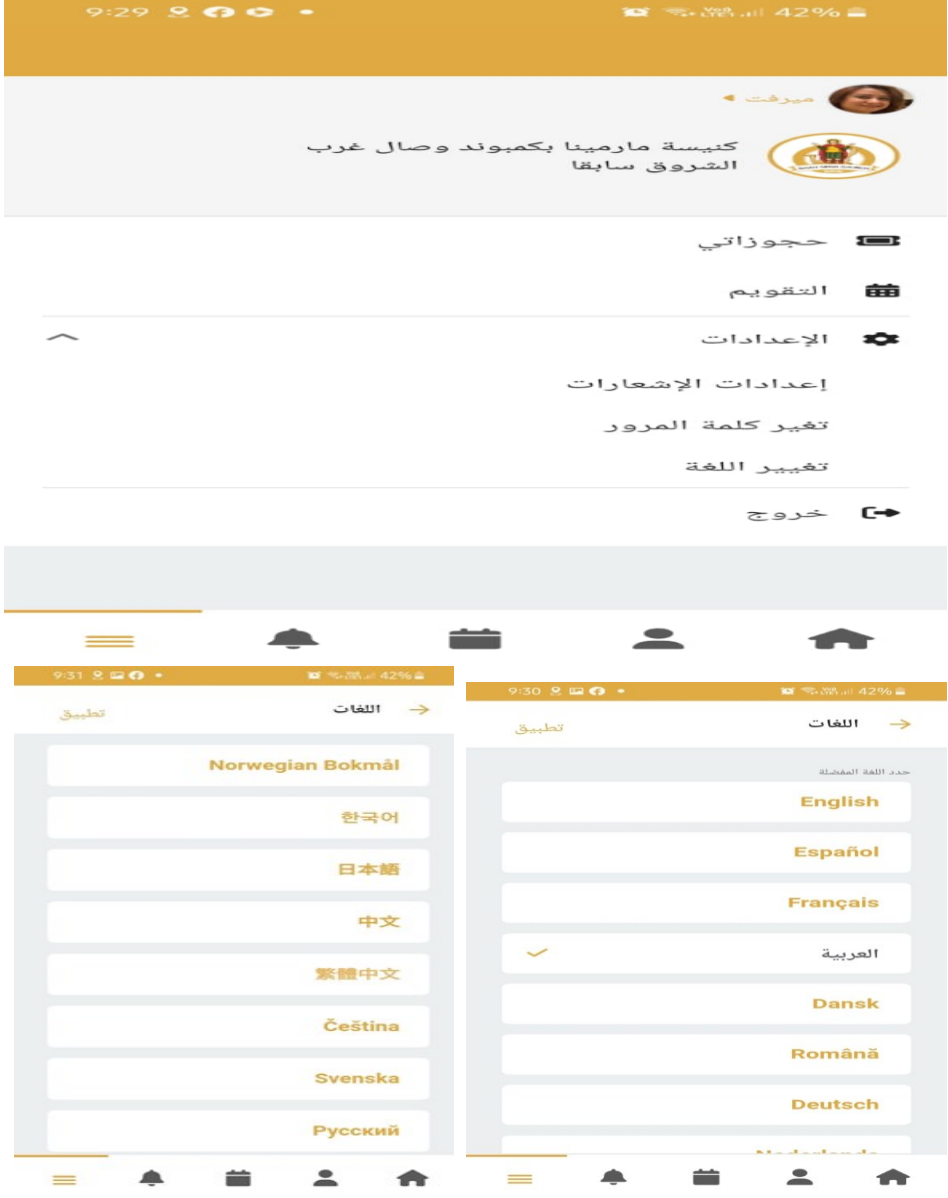 9:29
42%
ميرفت
كنيسة مارمينا بكمبوند وصال غرب
الشروق سابقا
حجوزاتي
التقويم
الإعدادات
إعدادات الإشعارات
تغير كلمة المرور
تغيير اللغة
خروج
9:31
42%
اللغات
تطبيق
Norwegian Bokmål
한국어
日本語
中文
繁體中文
Čeština
Svenska
Русский
9:30
42%
اللغات
تطبيق
حدد اللغة المفضلة
English
Español
Français
العربية
Dansk
Română
Deutsch